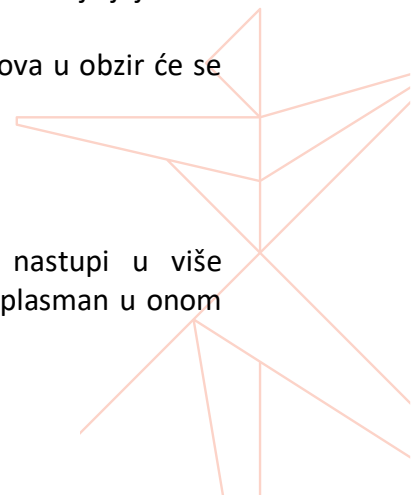 ova u obzir će se
nastupi u više
plasman u onom